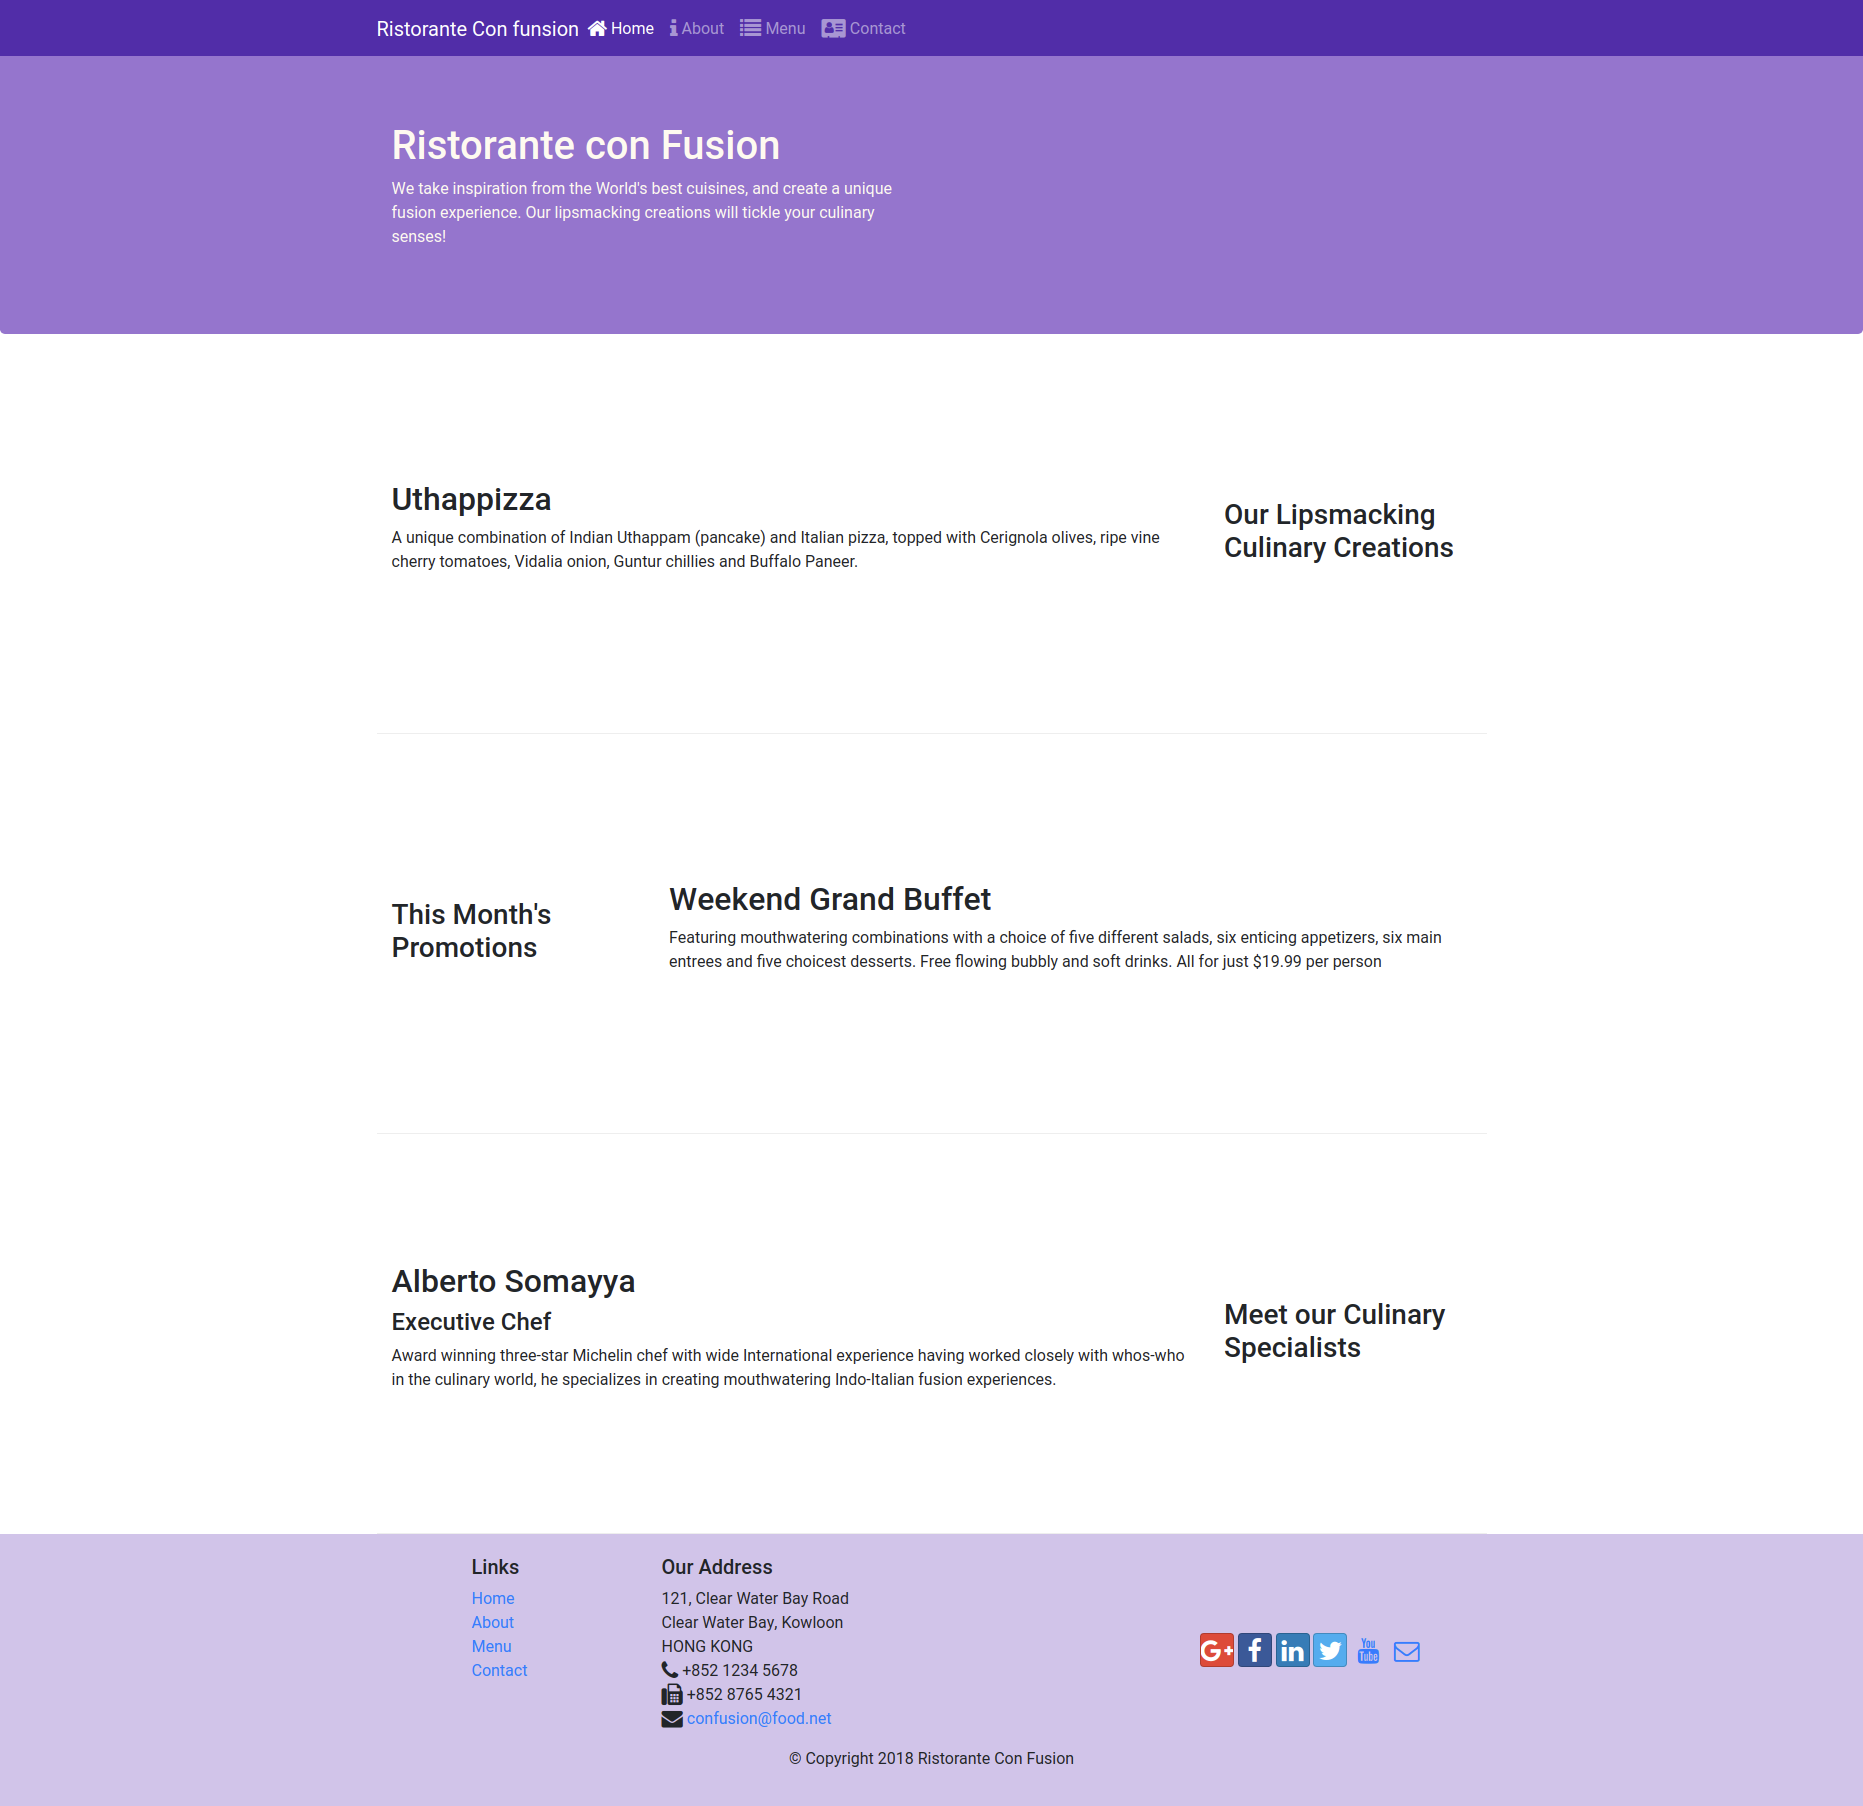 Ristorante Con funsion Home About Menu Contact
Ristorante con Fusion
We take inspiration from the World's best cuisines, and create a unique
fusion experience. Our lipsmacking creations will tickle your culinary
senses!
Uthappizza
A unique combination of Indian Uthappam (pancake) and Italian pizza, topped with Cerignola olives, ripe vine
cherry tomatoes, Vidalia onion, Guntur chillies and Buffalo Paneer.
Our Lipsmacking
Culinary Creations
This Month's
Promotions
Weekend Grand Buffet
Featuring mouthwatering combinations with a choice of five different salads, six enticing appetizers, six main
entrees and five choicest desserts. Free flowing bubbly and soft drinks. All for just $19.99 per person
Alberto Somayya
Executive Chef
Award winning three-star Michelin chef with wide International experience having worked closely with whos-who
in the culinary world, he specializes in creating mouthwatering Indo-Italian fusion experiences.
Meet our Culinary
Specialists
Links
Home
About
Menu
Contact
Our Address
121, Clear Water Bay Road
Clear Water Bay, Kowloon
HONG KONG
+852 1234 5678
+852 8765 4321
confusion@food.net
G+ f in You Tube
© Copyright 2018 Ristorante Con Fusion